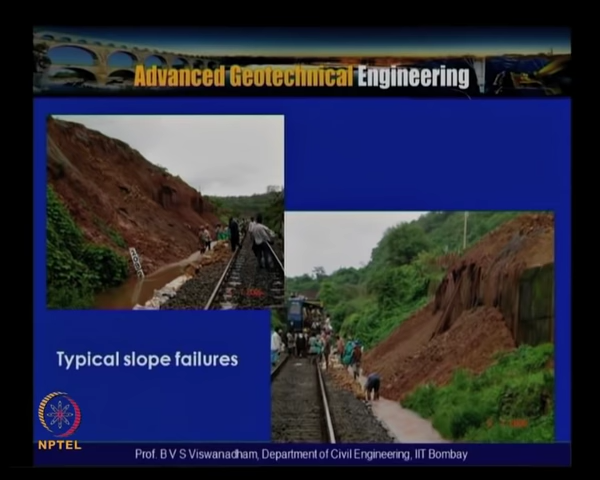 Advanced Geotechnical Engineering
Typical slope failures
NPTEL
Prof. B V S Viswanadham, Department of Civil Engineering, IIT Bombay